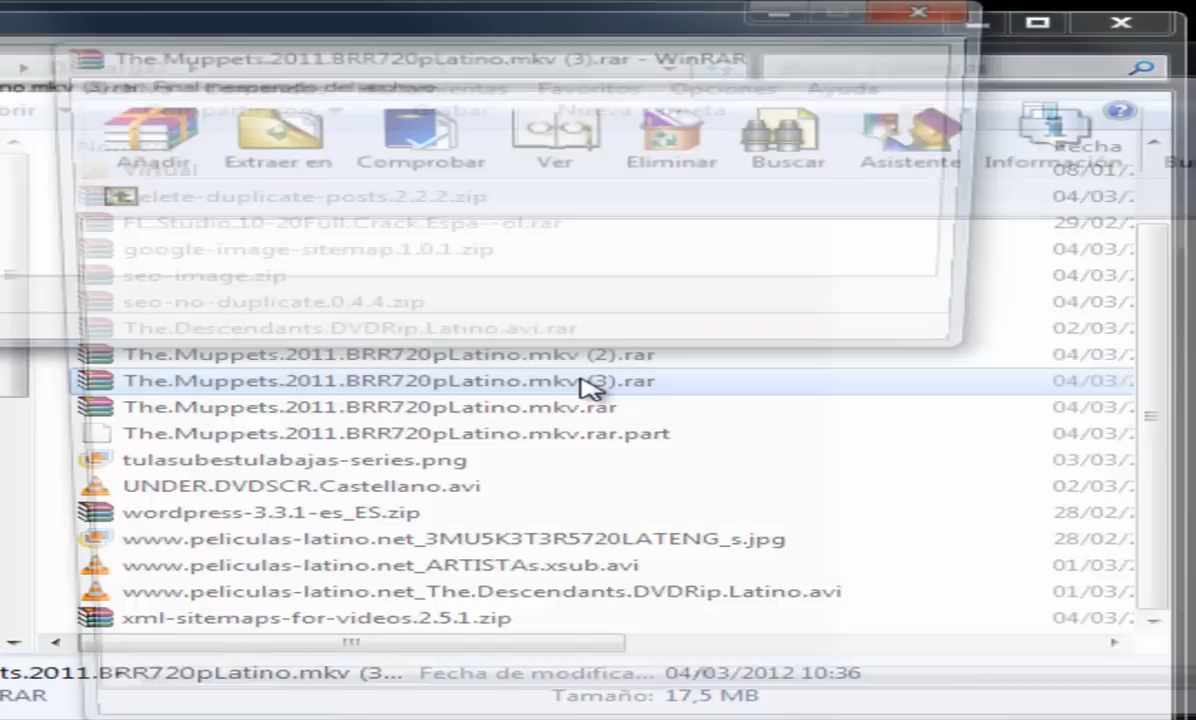 The.Muppets.2011.BRR720pLatino.mkv (3).rar - WinRAR
Favoritos Opciones Ayuda
Añadir Extraer en Comprobar Ver Eliminar Buscar Asistente Información
Fecha
Virtual 08/01/
elete-duplicate-posts.2.2.2.zip 04/03/
FL.Studio.10-20Full.Crack.Espa--ol.rar 29/02/
google-image-sitemap.1.0.1.zip 04/03/
seo-image.zip 04/03/
seo-no-duplicate.0.4.4.zip 04/03/
The.Descendants.DVDRip.Latino.avi.rar 02/03/
The.Muppets.2011.BRR720pLatino.mkv (2).rar 04/03/
The.Muppets.2011.BRR720pLatino.mkv (3).rar 04/03/
The.Muppets.2011.BRR720pLatino.mkv.rar 04/03/
The.Muppets.2011.BRR720pLatino.mkv.rar.part 04/03/
tulasubestulabajas-series.png 03/03/
UNDER.DVDSCR.Castellano.avi 02/03/
wordpress-3.3.1-es_ES.zip 28/02/
www.peliculas-latino.net_3MU5K3T3R5720LATENG_s.jpg 28/02/
www.peliculas-latino.net_ARTISTAs.xsub.avi 01/03/
www.peliculas-latino.net_The.Descendants.DVDRip.Latino.avi 01/03/
xml-sitemaps-for-videos.2.5.1.zip 04/03/
ts.2011.BRR720pLatino.mkv (3... Fecha de modifica... 04/03/2012 10:36
RAR Tamaño: 17,5 MB